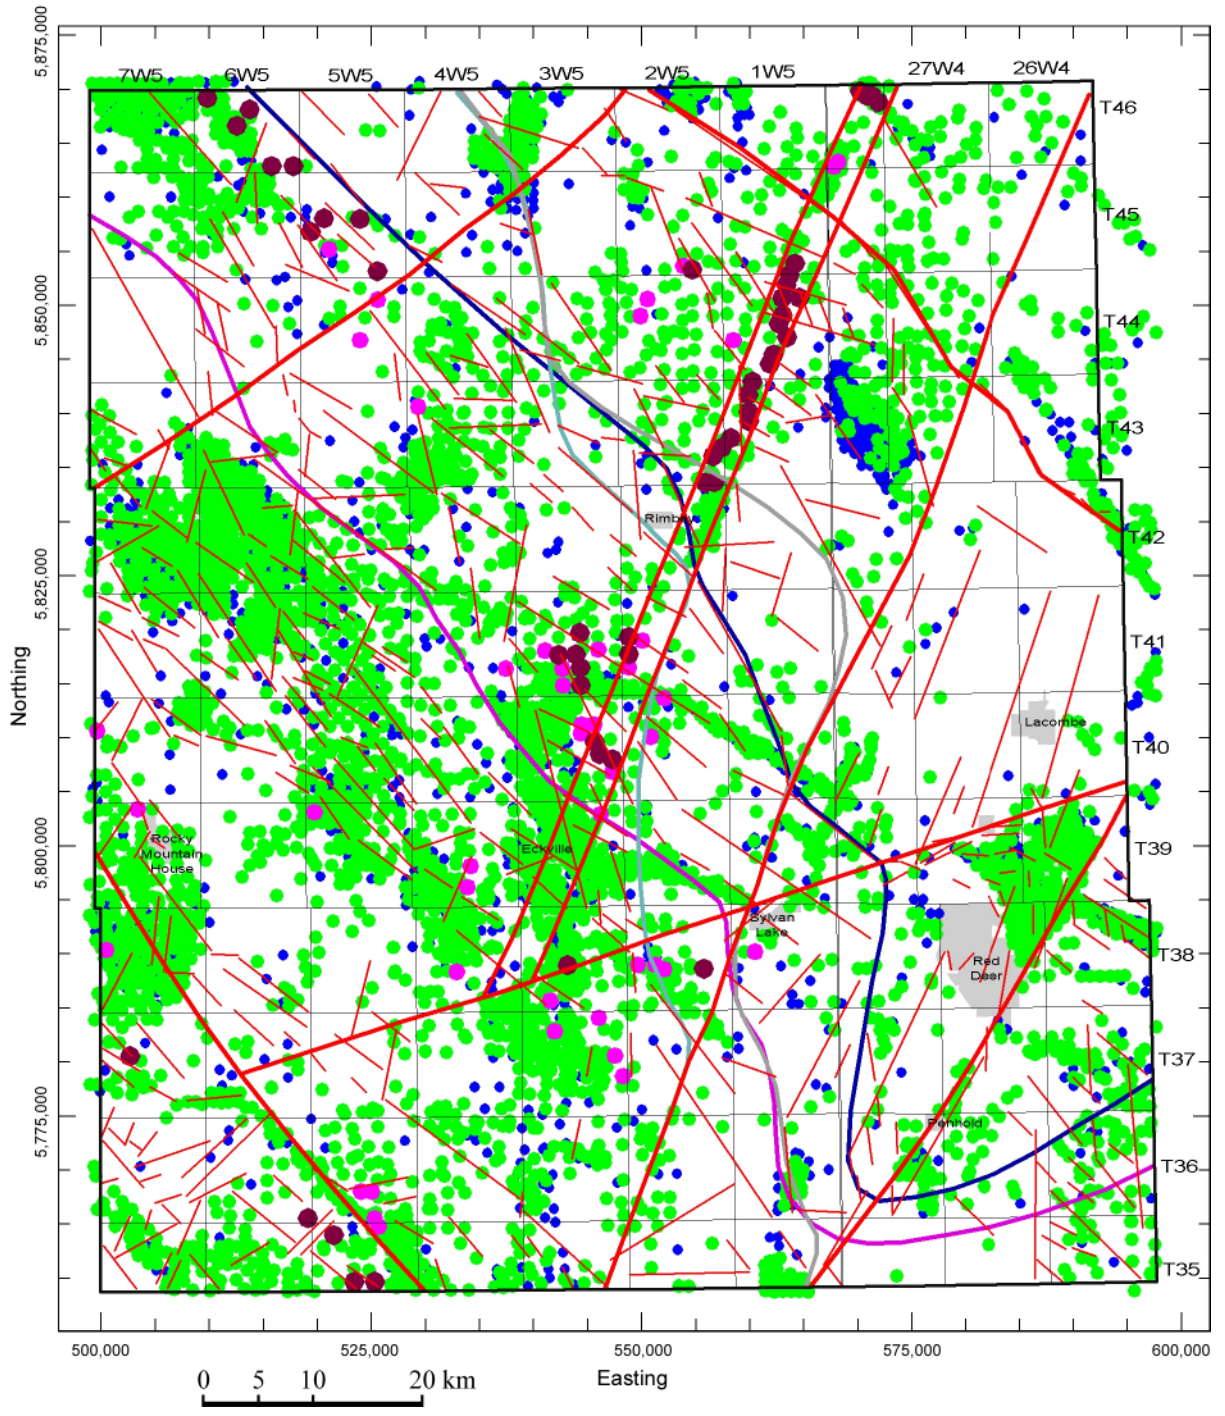 5,875,000
7W5 6W5 5W5 4W5 3W5 2W5 1W5 27W4 26W4
T46
T45
5,850,000
T44
T43
Rimbey
T42
5,825,000
T41
Northing
Lacombe
T40
Rocky
Mountain
House
5,800,000
Eckville
T39
Sylvan
Lake
T38
Red
Deer
T37
5,775,000
Penhold
T36
T35
500,000 525,000 550,000 575,000 600,000
Easting
0 5 10 20 km